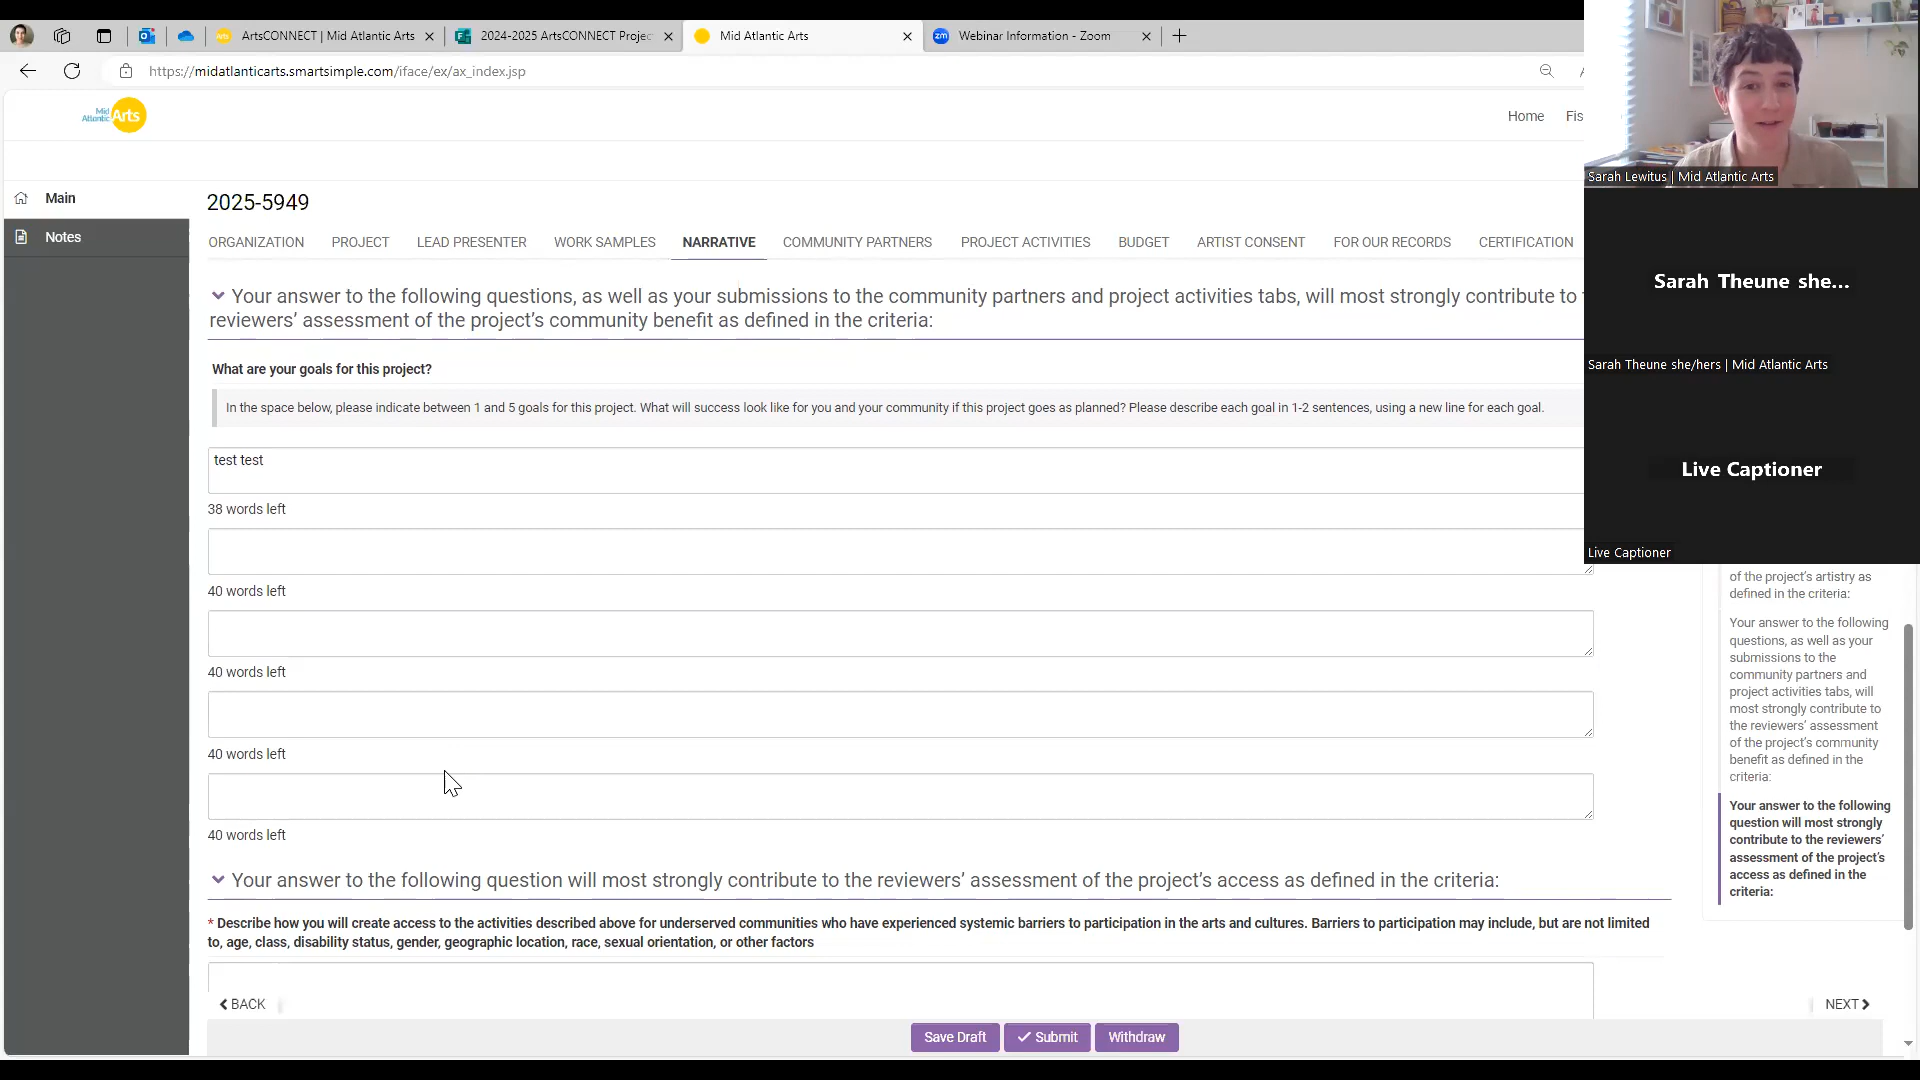 ArtsCONNECT | Mid Atlantic Arts
2024-2025 ArtsCONNECT Projec
Mid Atlantic Arts
zm
Webinar Information - Zoom
https://midatlanticarts.smartsimple.com/iface/ex/ax_index.jsp
Mid
Atlantic
Arts
Home
Fis
Sarah Lewitus | Mid Atlantic Arts
Main
Notes
2025-5949
ORGANIZATION
PROJECT
LEAD PRESENTER
WORK SAMPLES
NARRATIVE
COMMUNITY PARTNERS
PROJECT ACTIVITIES
BUDGET
ARTIST CONSENT
FOR OUR RECORDS
CERTIFICATION
Sarah Theune she...
Sarah Theune she/hers | Mid Atlantic Arts
Live Captioner
Live Captioner
Your answer to the following questions, as well as your submissions to the community partners and project activities tabs, will most strongly contribute to
reviewers’ assessment of the project’s community benefit as defined in the criteria:
What are your goals for this project?
In the space below, please indicate between 1 and 5 goals for this project. What will success look like for you and your community if this project goes as planned? Please describe each goal in 1-2 sentences, using a new line for each goal.
test test
38 words left
40 words left
40 words left
40 words left
40 words left
Your answer to the following question will most strongly contribute to the reviewers’ assessment of the project’s access as defined in the criteria:
* Describe how you will create access to the activities described above for underserved communities who have experienced systemic barriers to participation in the arts and cultures. Barriers to participation may include, but are not limited
to, age, class, disability status, gender, geographic location, race, sexual orientation, or other factors
of the project’s artistry as
defined in the criteria:
Your answer to the following
questions, as well as your
submissions to the
community partners and
project activities tabs, will
most strongly contribute to
the reviewers’ assessment
of the project’s community
benefit as defined in the
criteria:
Your answer to the following
question will most strongly
contribute to the reviewers’
assessment of the project’s
access as defined in the
criteria:
BACK
NEXT
Save Draft
Submit
Withdraw